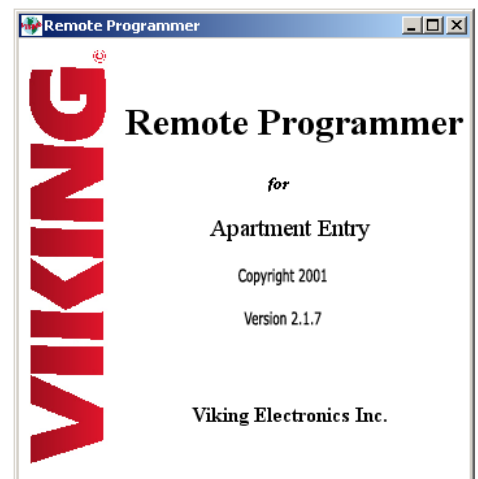 Remote Programmer
VIKING©
Remote Programmer
for
Apartment Entry
Copyright 2001
Version 2.1.7
Viking Electronics Inc.